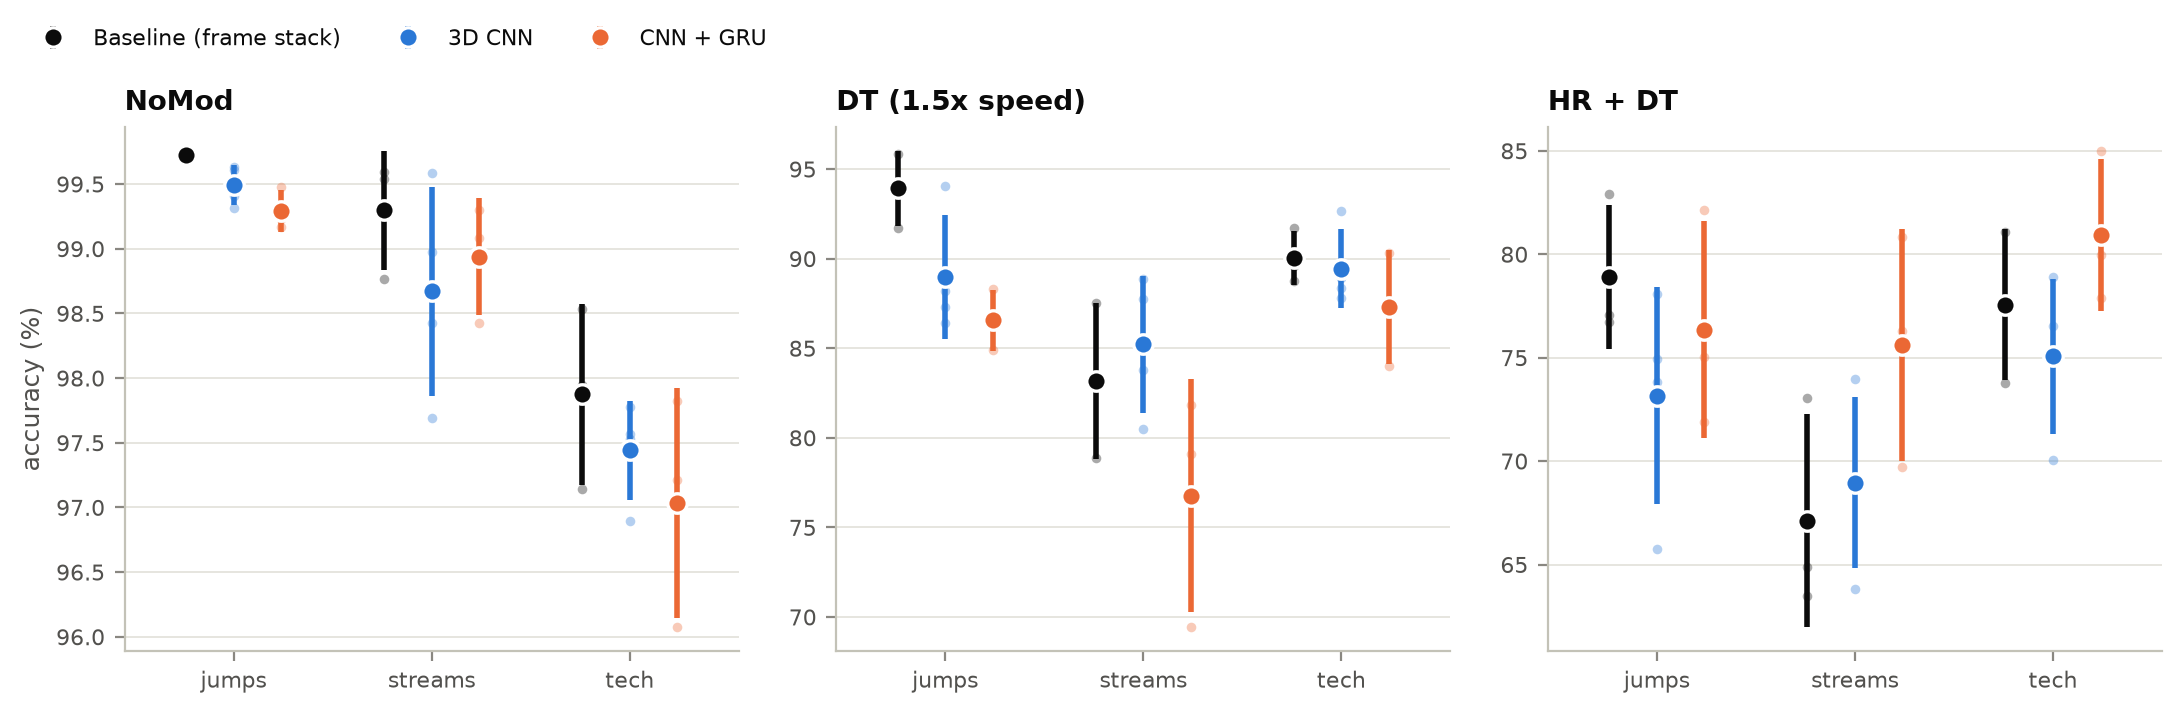 Baseline (frame stack) 3D CNN CNN + GRU
NoMod
accuracy (%)
99.5
99.0
98.5
98.0
97.5
97.0
96.5
96.0
jumps streams tech
DT (1.5x speed)
95
90
85
80
75
70
jumps streams tech
HR + DT
85
80
75
70
65
jumps streams tech